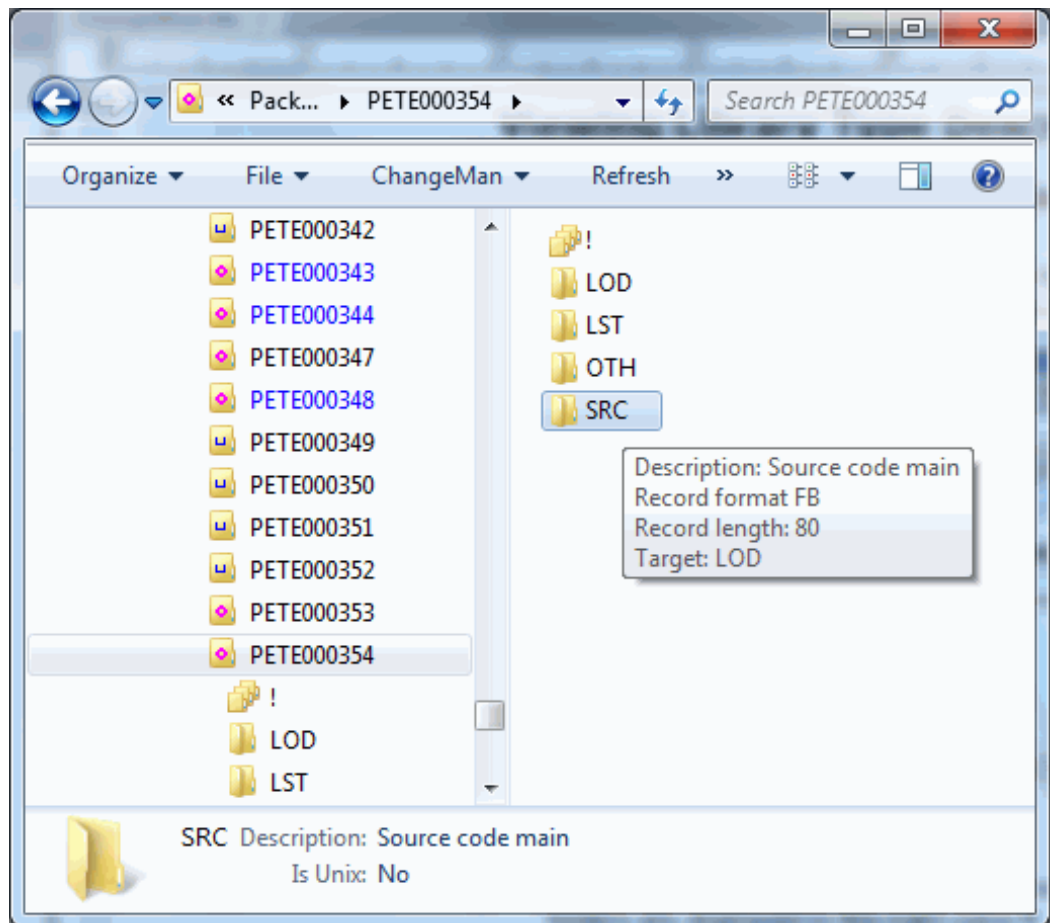 « Pack... ▸ PETE000354 ▸
Search PETE000354
Organize ▾ File ▾ ChangeMan ▾ Refresh »
PETE000342
PETE000343
PETE000344
PETE000347
PETE000348
PETE000349
PETE000350
PETE000351
PETE000352
PETE000353
PETE000354
!
LOD
LST
!
LOD
LST
OTH
SRC
Description: Source code main
Record format FB
Record length: 80
Target: LOD
SRC Description: Source code main
Is Unix: No